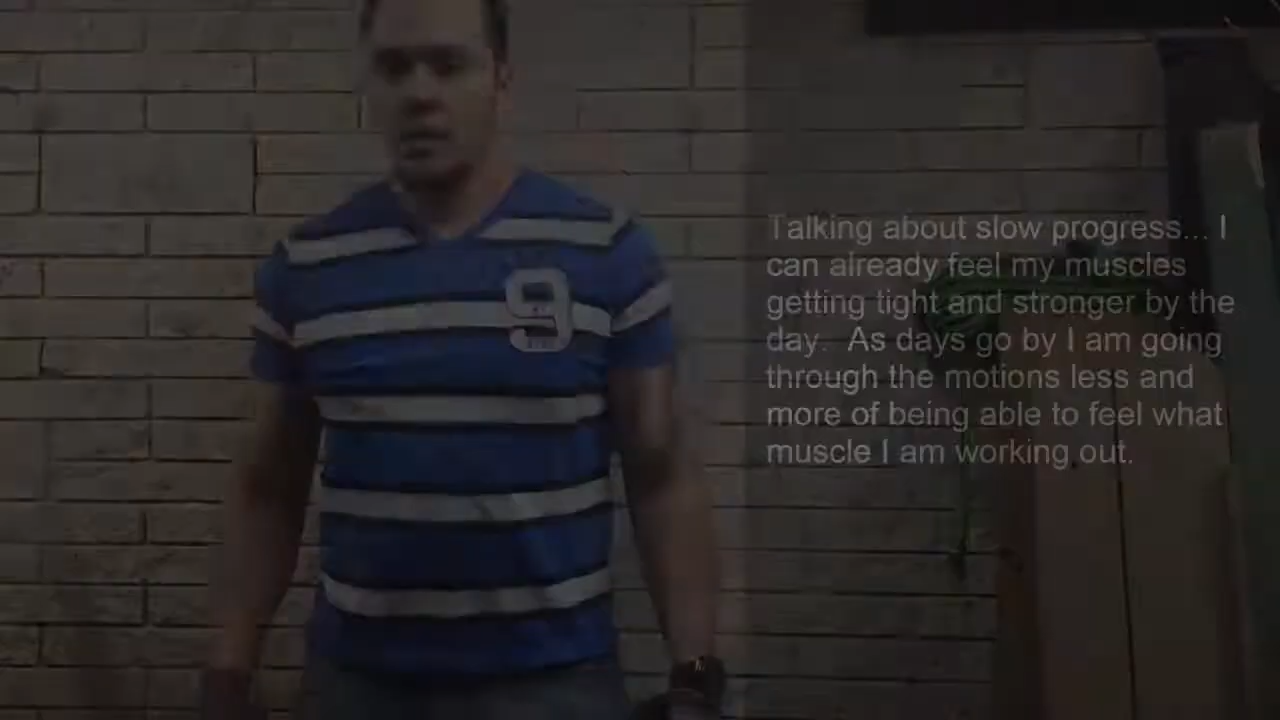 9
Talking about slow progress... I
can already feel my muscles
getting tight and stronger by the
day.  As days go by I am going
through the motions less and
more of being able to feel what
muscle I am working out.